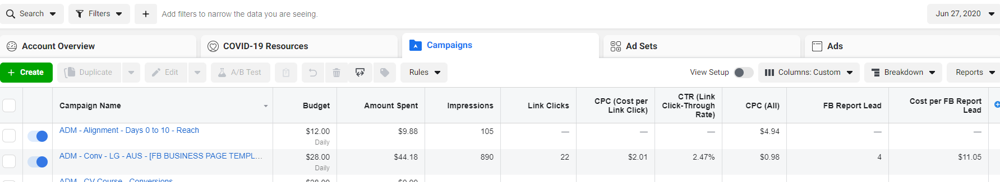 Search Filters + Add filters to narrow the data you are seeing. Jun 27, 2020
Account Overview COVID-19 Resources Campaigns Ad Sets Ads
+ Create Duplicate Edit A/B Test Rules View Setup Columns: Custom Breakdown Reports
Campaign Name Budget Amount Spent Impressions Link Clicks CPC (Cost per Link Click) CTR (Link Click-Through Rate) CPC (All) FB Report Lead Cost per FB Report Lead
ADM - Alignment - Days 0 to 10 - Reach $12.00 $9.88 105 — — — $4.94 — —
Daily
ADM - Conv - LG - AUS - [FB BUSINESS PAGE TEMPL... $28.00 $44.18 890 22 $2.01 2.47% $0.98 4 $11.05
Daily
ADM - CV Course - Conversions $28.00 $0.00